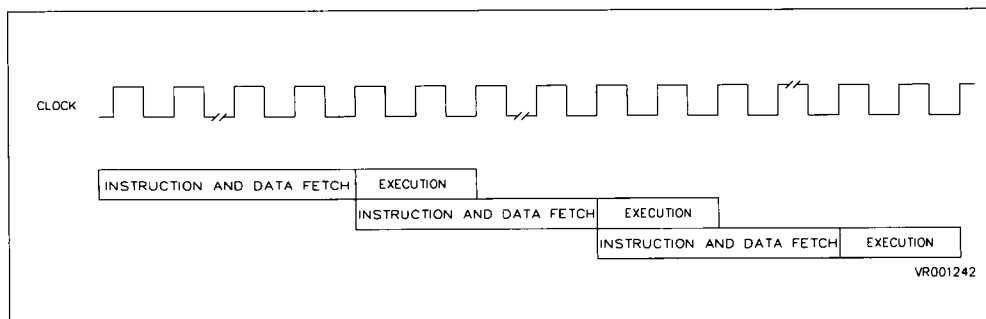 CLOCK
INSTRUCTION AND DATA FETCH EXECUTION
INSTRUCTION AND DATA FETCH EXECUTION
INSTRUCTION AND DATA FETCH EXECUTION
VR001242